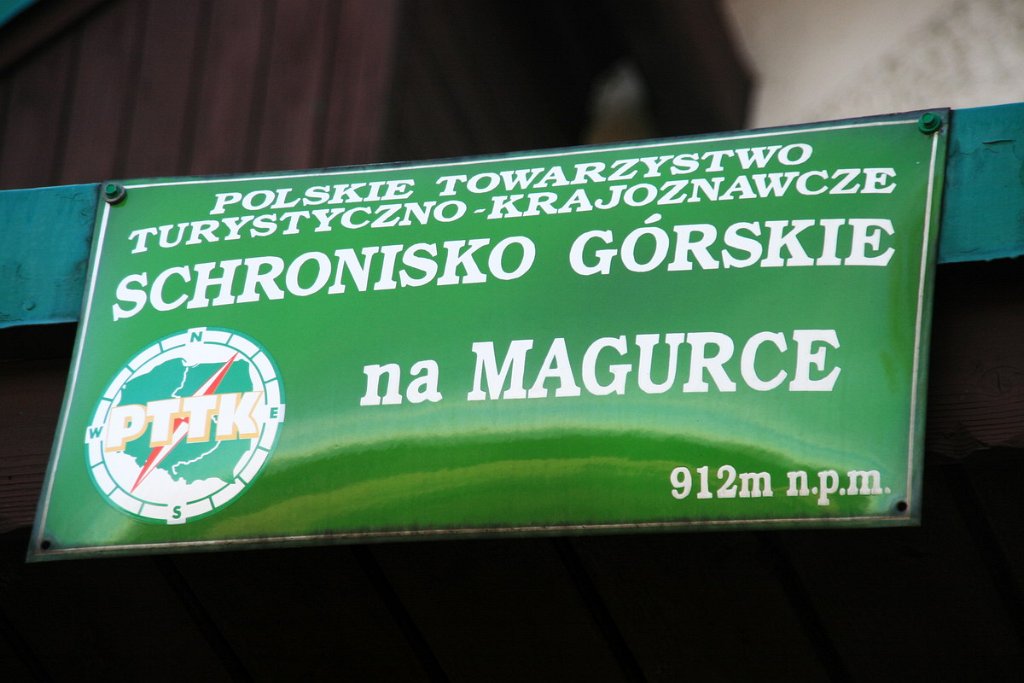 POLSKIE TOWARZYSTWO
TURYSTYCZNO-KRAJOZNAWCZE
SCHRONISKO GÓRSKIE
na MAGURCE
N
W PTTK E
S
912m n.p.m.